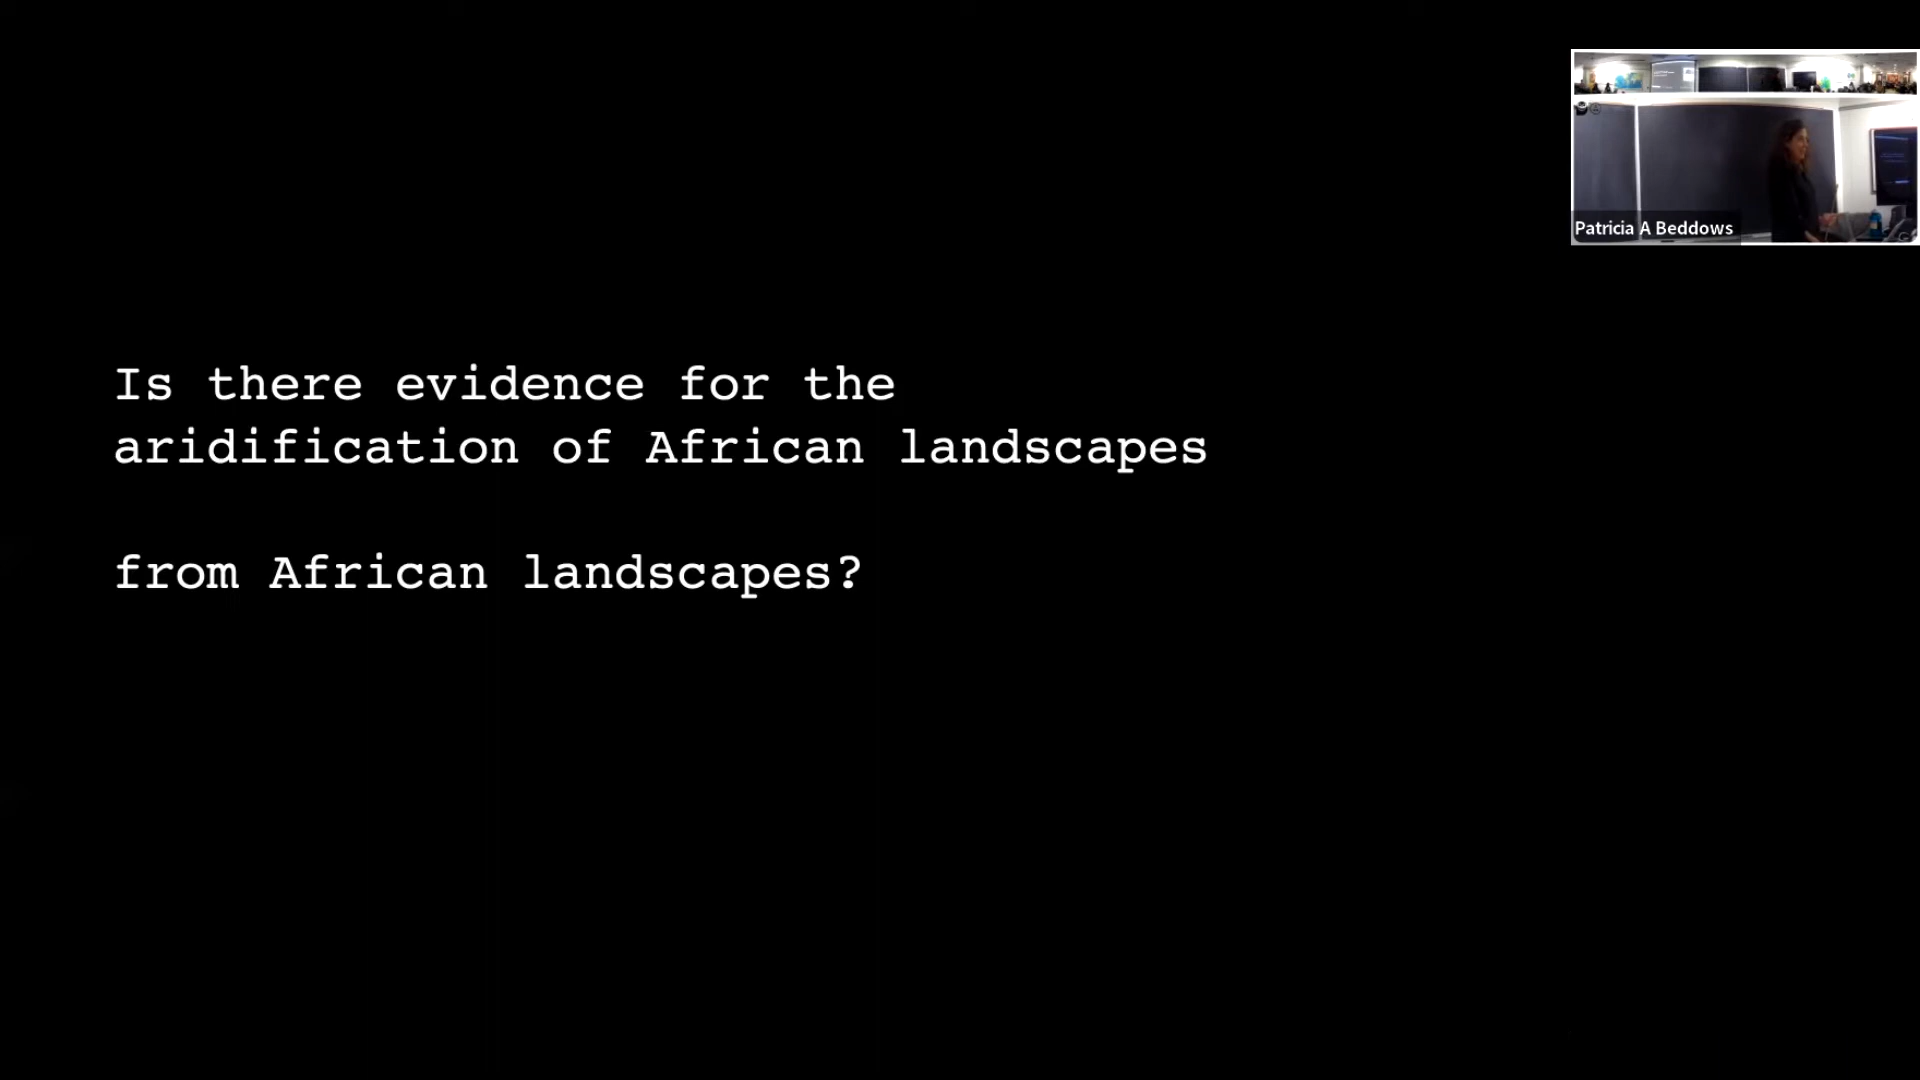 Is there evidence for the
aridification of African landscapes
from African landscapes?
Patricia A Beddows